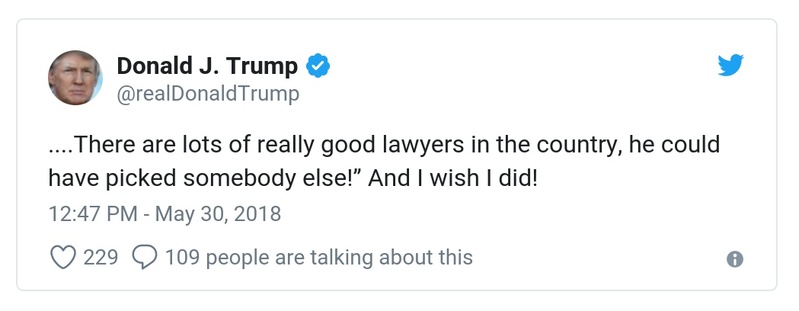 Donald J. Trump
@realDonaldTrump
....There are lots of really good lawyers in the country, he could
have picked somebody else!” And I wish I did!
12:47 PM - May 30, 2018
229 109 people are talking about this